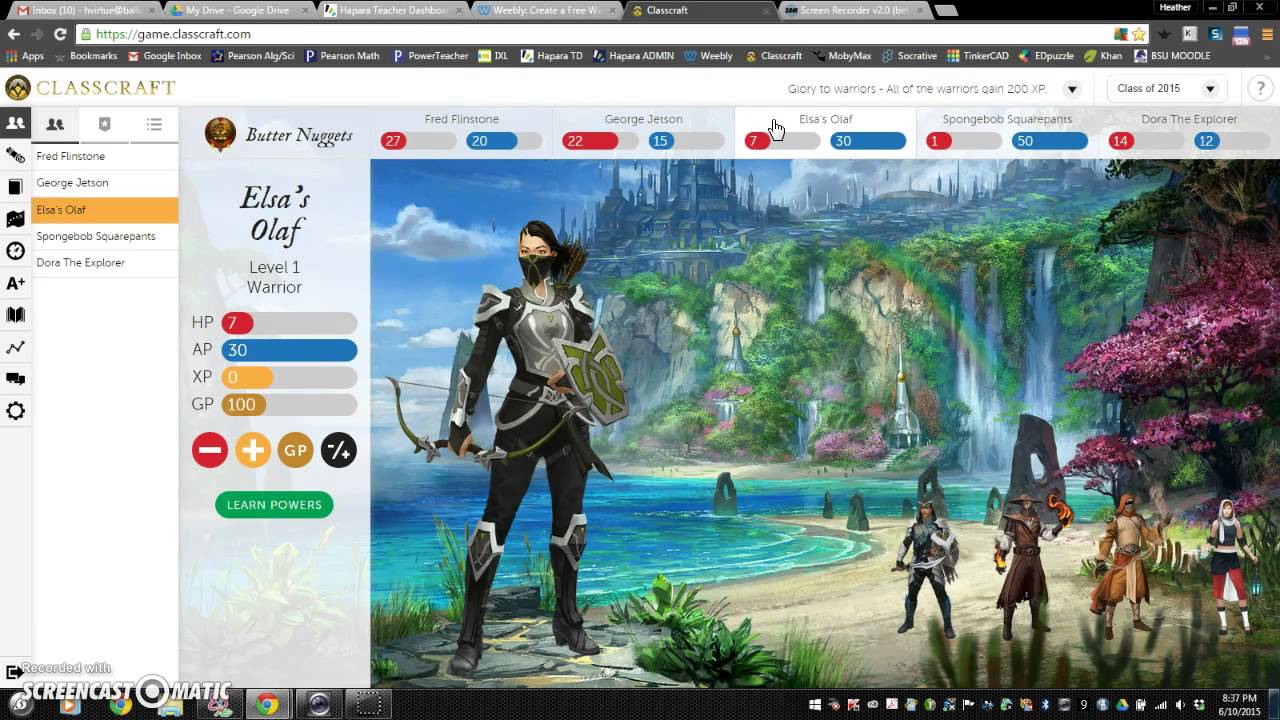 Inbox (10) - hvirtue@bal
My Drive - Google Drive
Hapara Teacher Dashboa
Weebly: Create a Free W
Classcraft
Screen Recorder v2.0 (be
Heather
https://game.classcraft.com
Apps
Bookmarks
Google Inbox
Pearson Alg/Sci
Pearson Math
PowerTeacher
IXL
Hapara TD
Hapara ADMIN
Weebly
Classcraft
MobyMax
Socrative
TinkerCAD
EDpuzzle
Khan
BSU MOODLE
CLASSCRAFT
Glory to warriors - All of the warriors gain 200 XP.
Class of 2015
?
Butter Nuggets
Fred Flinstone
27 20
George Jetson
22 15
Elsa's Olaf
7 30
Spongebob Squarepants
1 50
Dora The Explorer
14 12
Fred Flinstone
George Jetson
Elsa's Olaf
Spongebob Squarepants
Dora The Explorer
A+
Elsa's
Olaf
Level 1
Warrior
HP 7
AP 30
XP 0
GP 100
GP
LEARN POWERS
Recorded with
SCREENCAST MATIC
8:37 PM
6/10/2015